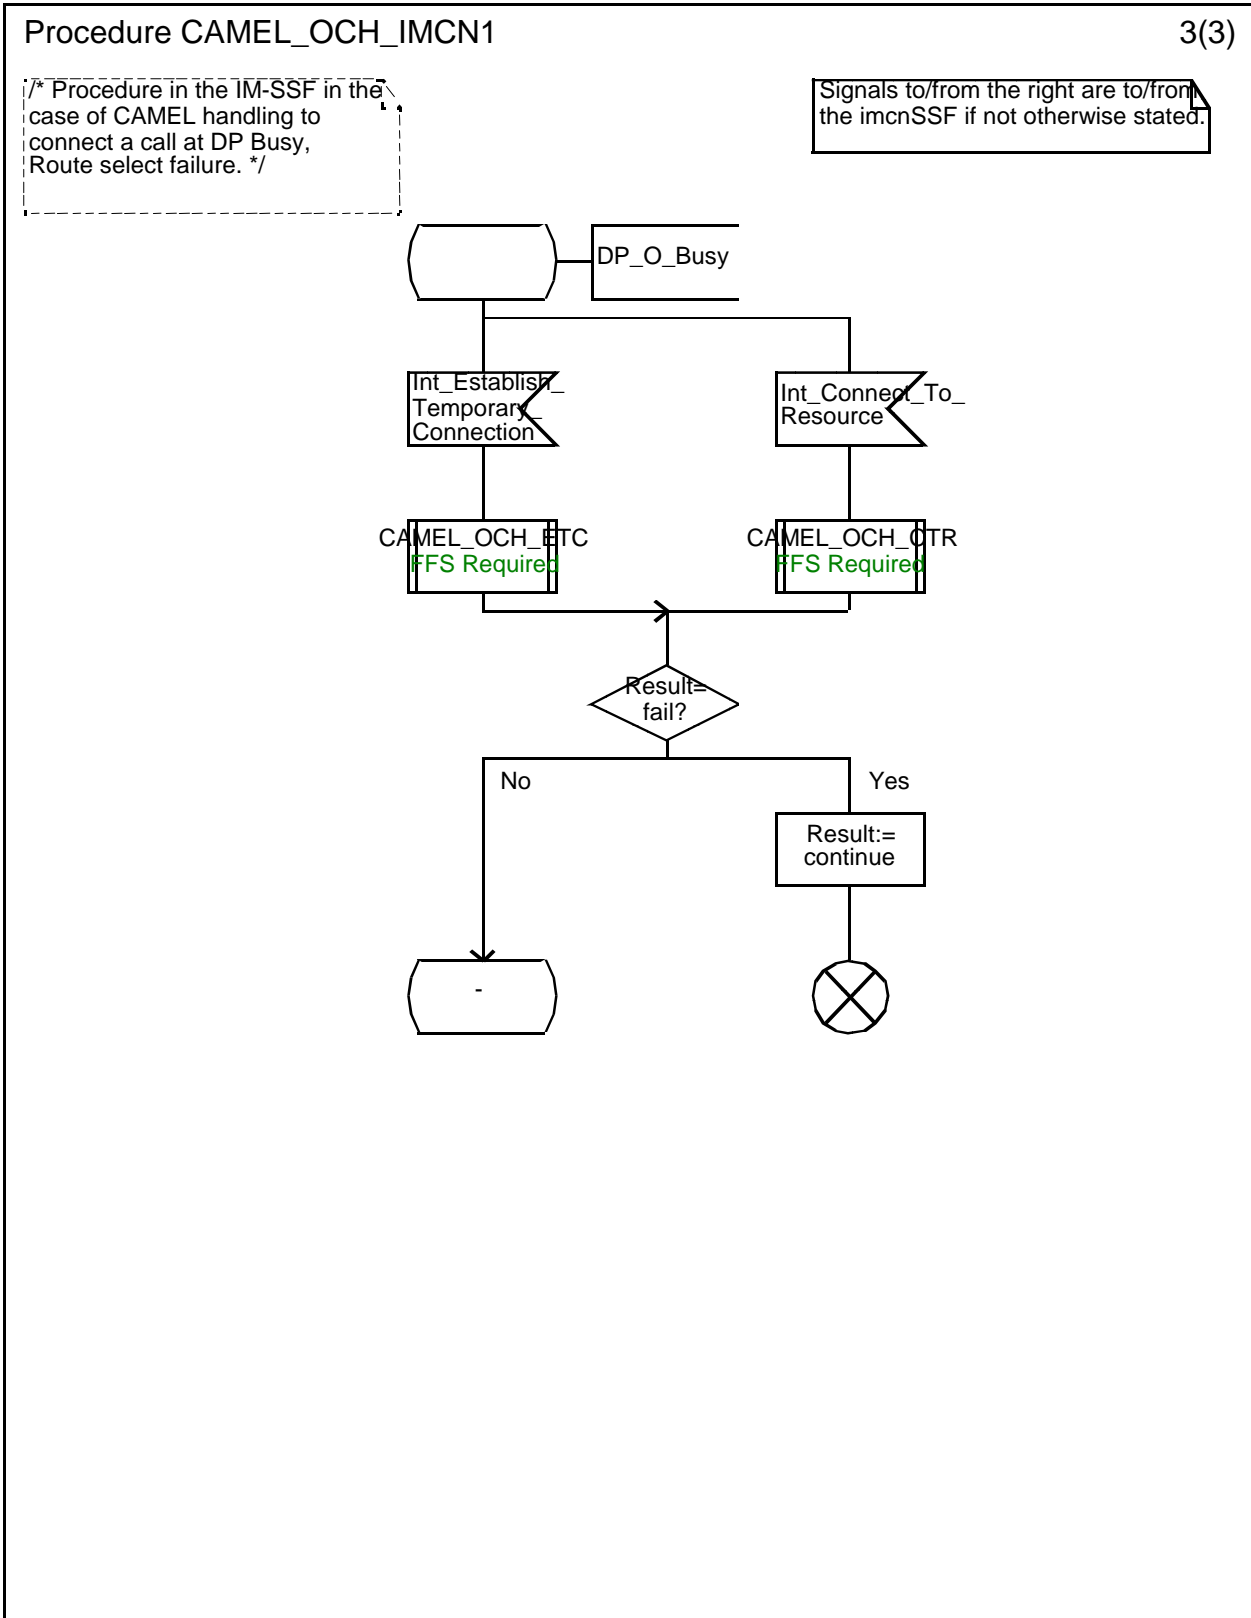 Procedure CAMEL_OCH_IMCN1
3(3)
/* Procedure in the IM-SSF in the
case of CAMEL handling to
connect a call at DP Busy,
Route select failure. */
Signals to/from the right are to/from
the imcnSSF if not otherwise stated.
DP_O_Busy
Int_Establish_
Temporary_
Connection
Int_Connect_To_
Resource
CAMEL_OCH_ETC
FFS Required
CAMEL_OCH_CTR
FFS Required
Result=
fail?
No
Yes
Result:=
continue
-